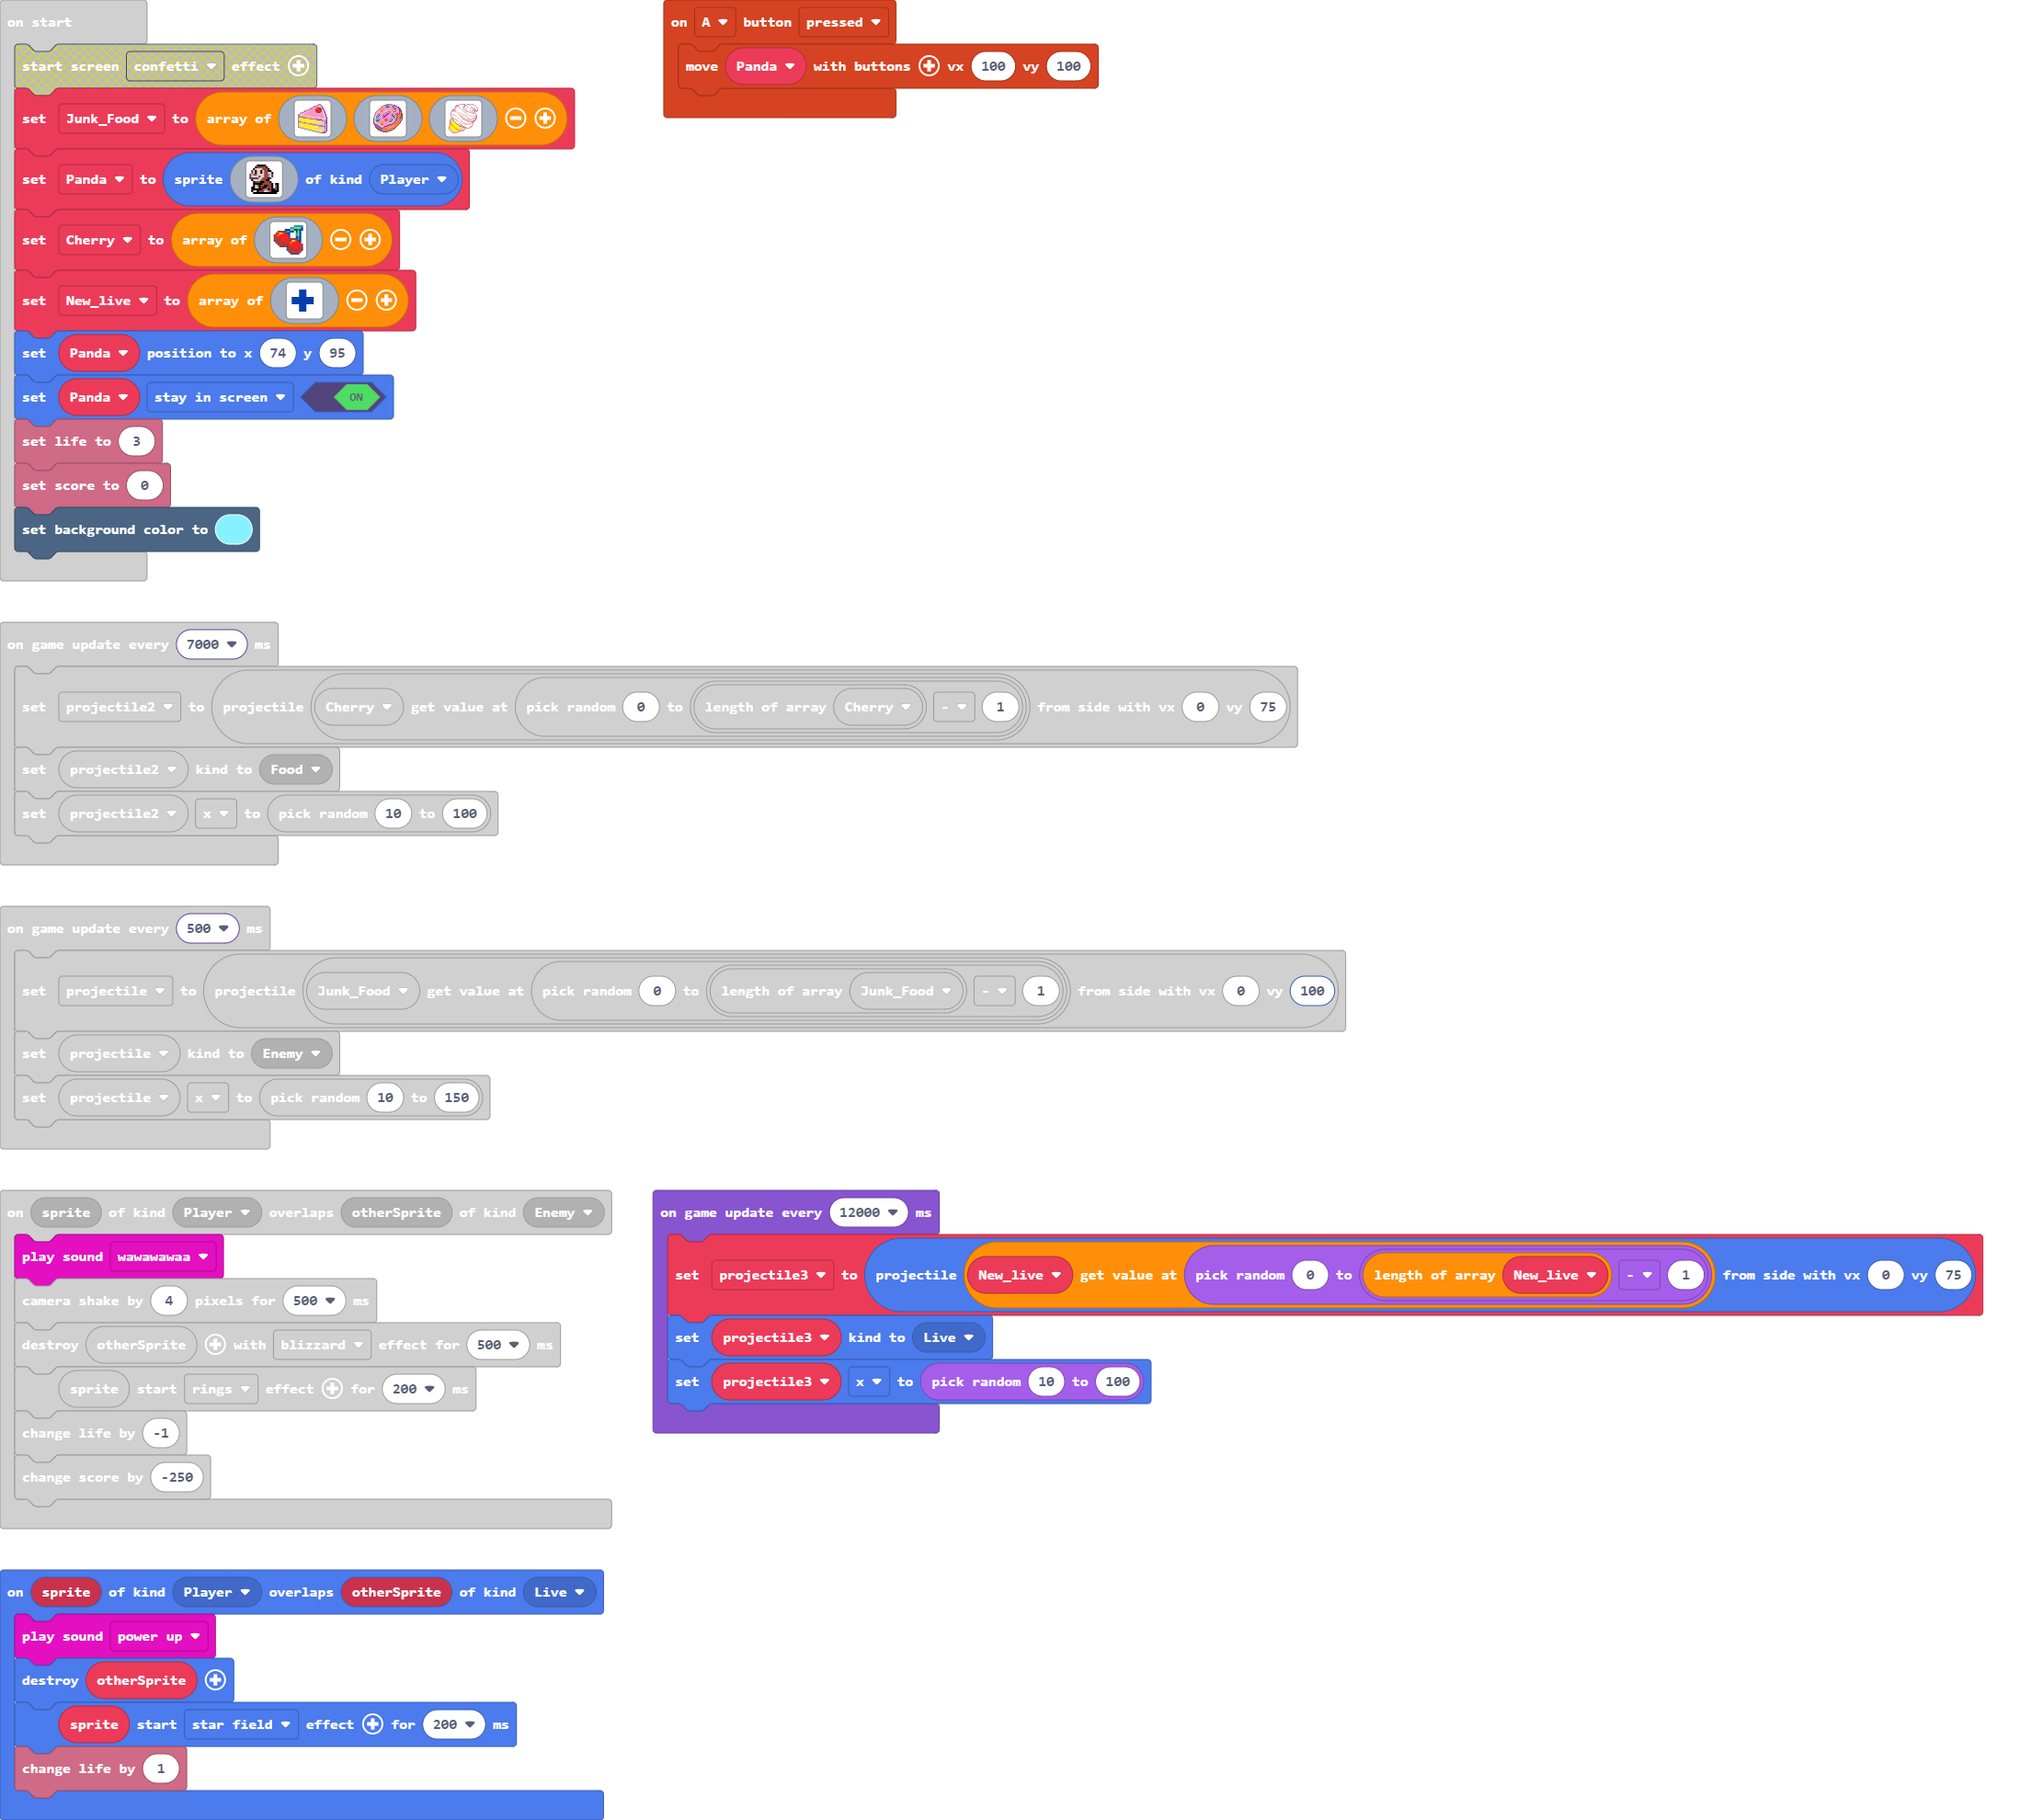 on start
start screen confetti effect
set Junk_Food to array of
set Panda to sprite of kind Player
set Cherry to array of
set New_live to array of
set Panda position to x 74 y 95
set Panda stay in screen ON
set life to 3
set score to 0
set background color to
on A button pressed
move Panda with buttons vx 100 vy 100
on game update every 7000 ms
set projectile2 to projectile Cherry get value at pick random 0 to length of array Cherry - 1 from side with vx 0 vy 75
set projectile2 kind to Food
set projectile2 x to pick random 10 to 100
on game update every 500 ms
set projectile to projectile Junk_Food get value at pick random 0 to length of array Junk_Food - 1 from side with vx 0 vy 100
set projectile kind to Enemy
set projectile x to pick random 10 to 150
on sprite of kind Player overlaps otherSprite of kind Enemy
play sound wawawawaa
camera shake by 4 pixels for 500 ms
destroy otherSprite with blizzard effect for 500 ms
sprite start rings effect for 200 ms
change life by -1
change score by -250
on game update every 12000 ms
set projectile3 to projectile New_live get value at pick random 0 to length of array New_live - 1 from side with vx 0 vy 75
set projectile3 kind to Live
set projectile3 x to pick random 10 to 100
on sprite of kind Player overlaps otherSprite of kind Live
play sound power up
destroy otherSprite
sprite start star field effect for 200 ms
change life by 1